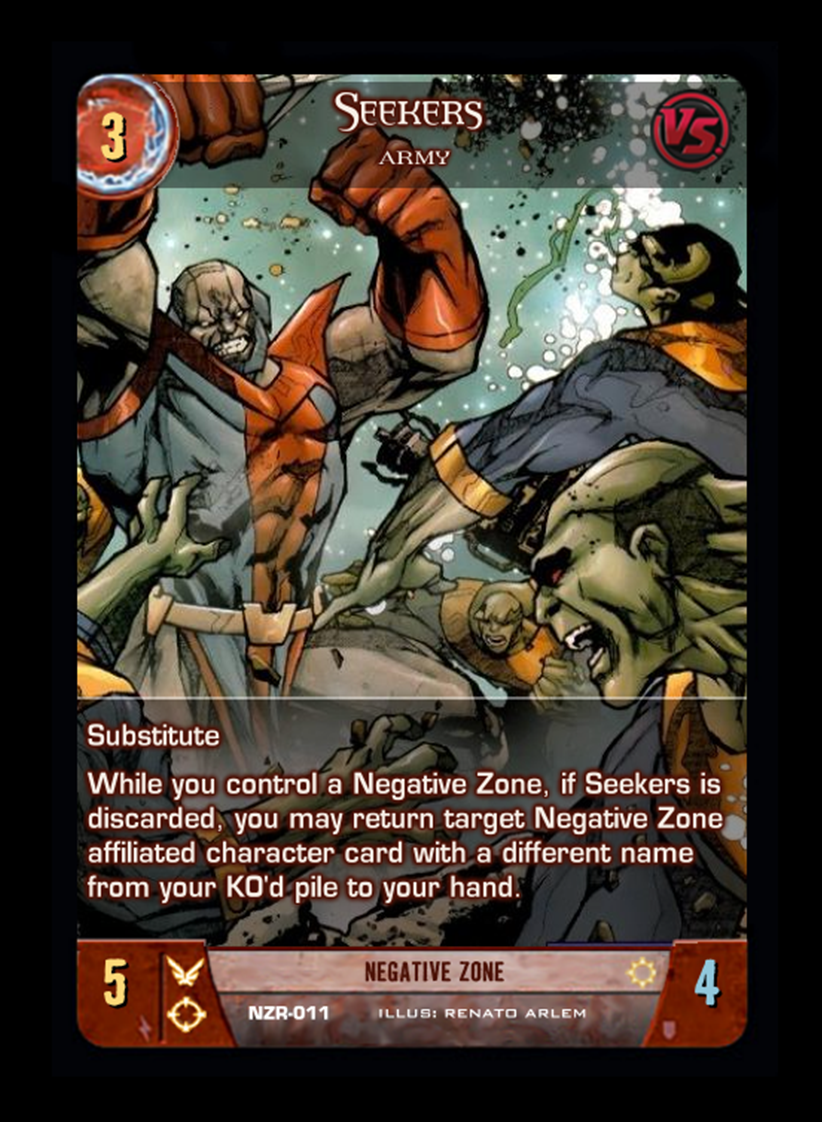 3
SEEKERS
VS.
ARMY
Substitute
While you control a Negative Zone, if Seekers is
discarded, you may return target Negative Zone
affiliated character card with a different name
from your KO'd pile to your hand.
5
NEGATIVE ZONE
4
NZR-011 ILLUS: RENATO ARLEM